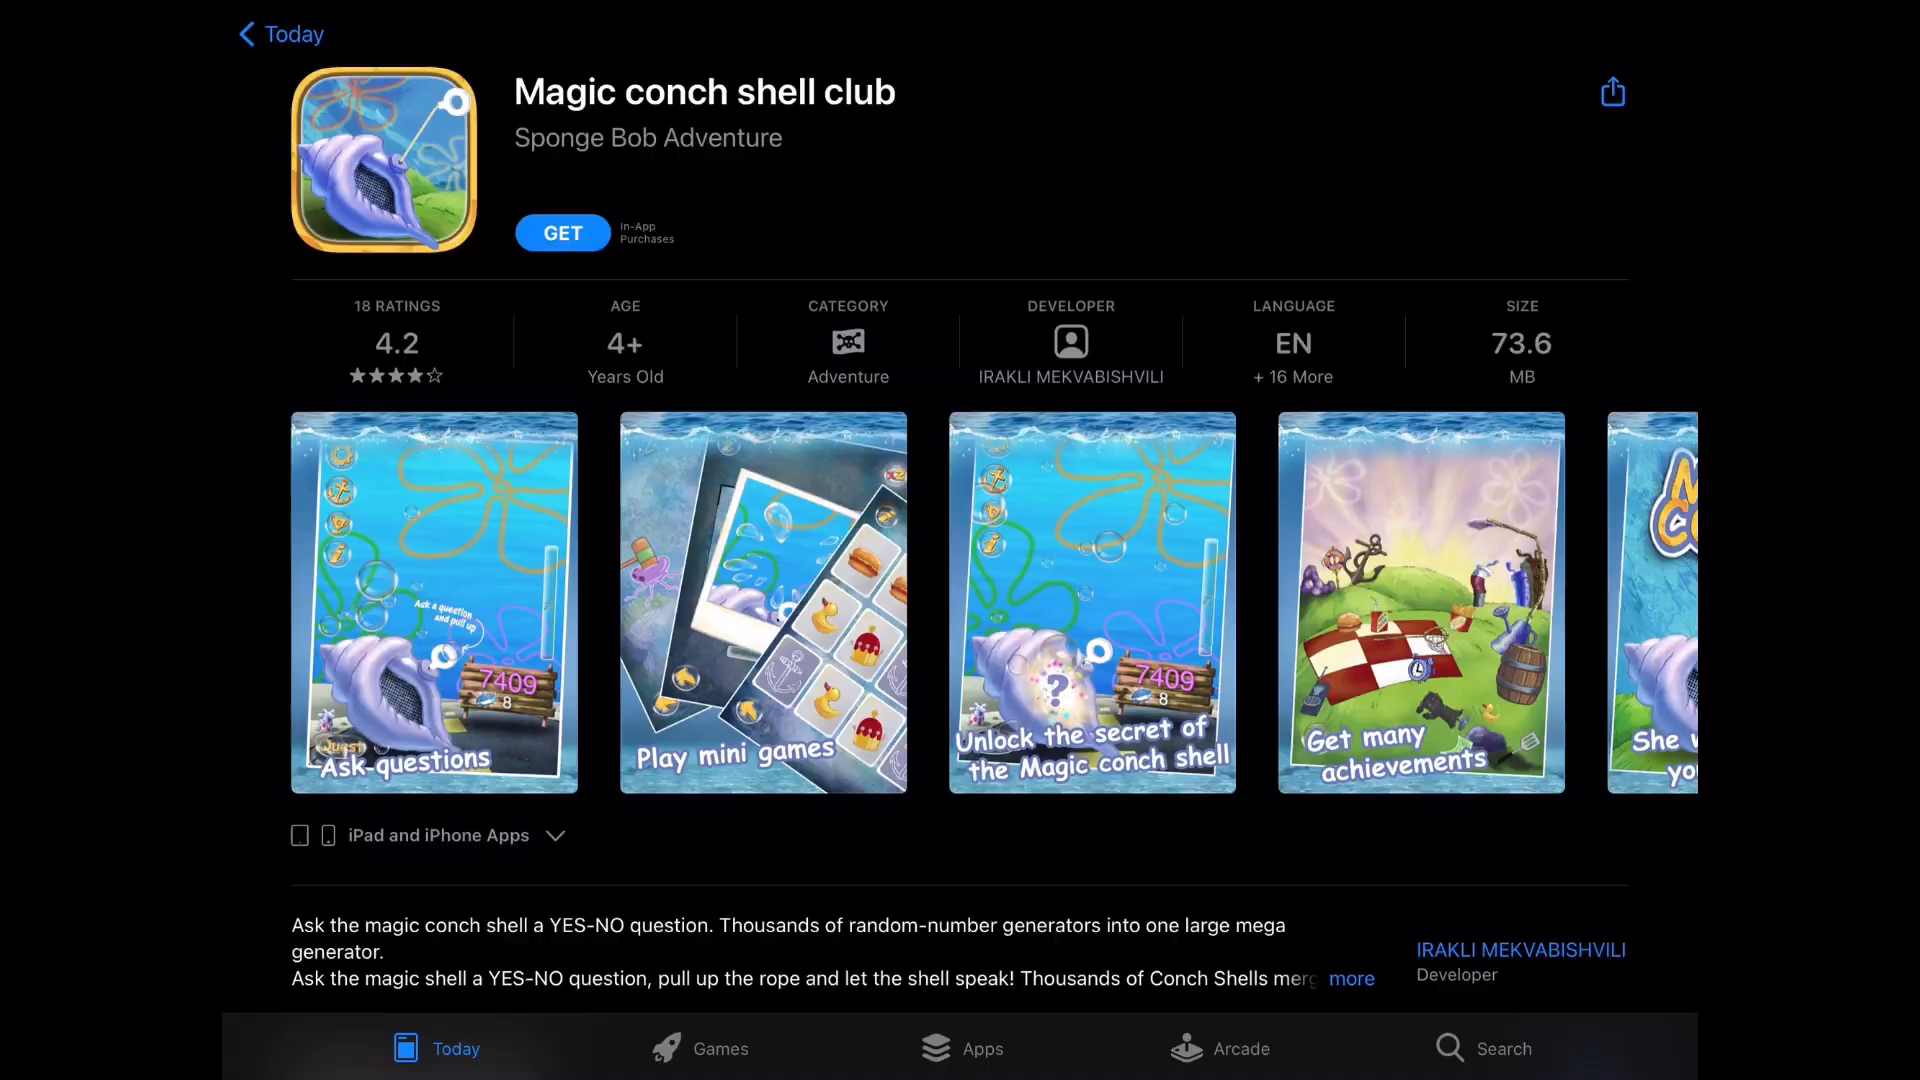 Today
Magic conch shell club
Sponge Bob Adventure
GET
In-App
Purchases
18 RATINGS
4.2
AGE
4+
Years Old
CATEGORY
Adventure
DEVELOPER
IRAKLI MEKVABISHVILI
LANGUAGE
EN
+ 16 More
SIZE
73.6
MB
Ask a question
and pull up
7409
8
Quest
Ask questions
x2
Play mini games
?
7409
8
Unlock the secret of
the Magic conch shell
Get many
achievements
She
yo
iPad and iPhone Apps
Ask the magic conch shell a YES-NO question. Thousands of random-number generators into one large mega
generator.
Ask the magic shell a YES-NO question, pull up the rope and let the shell speak! Thousands of Conch Shells merg more
IRAKLI MEKVABISHVILI
Developer
Today
Games
Apps
Arcade
Search